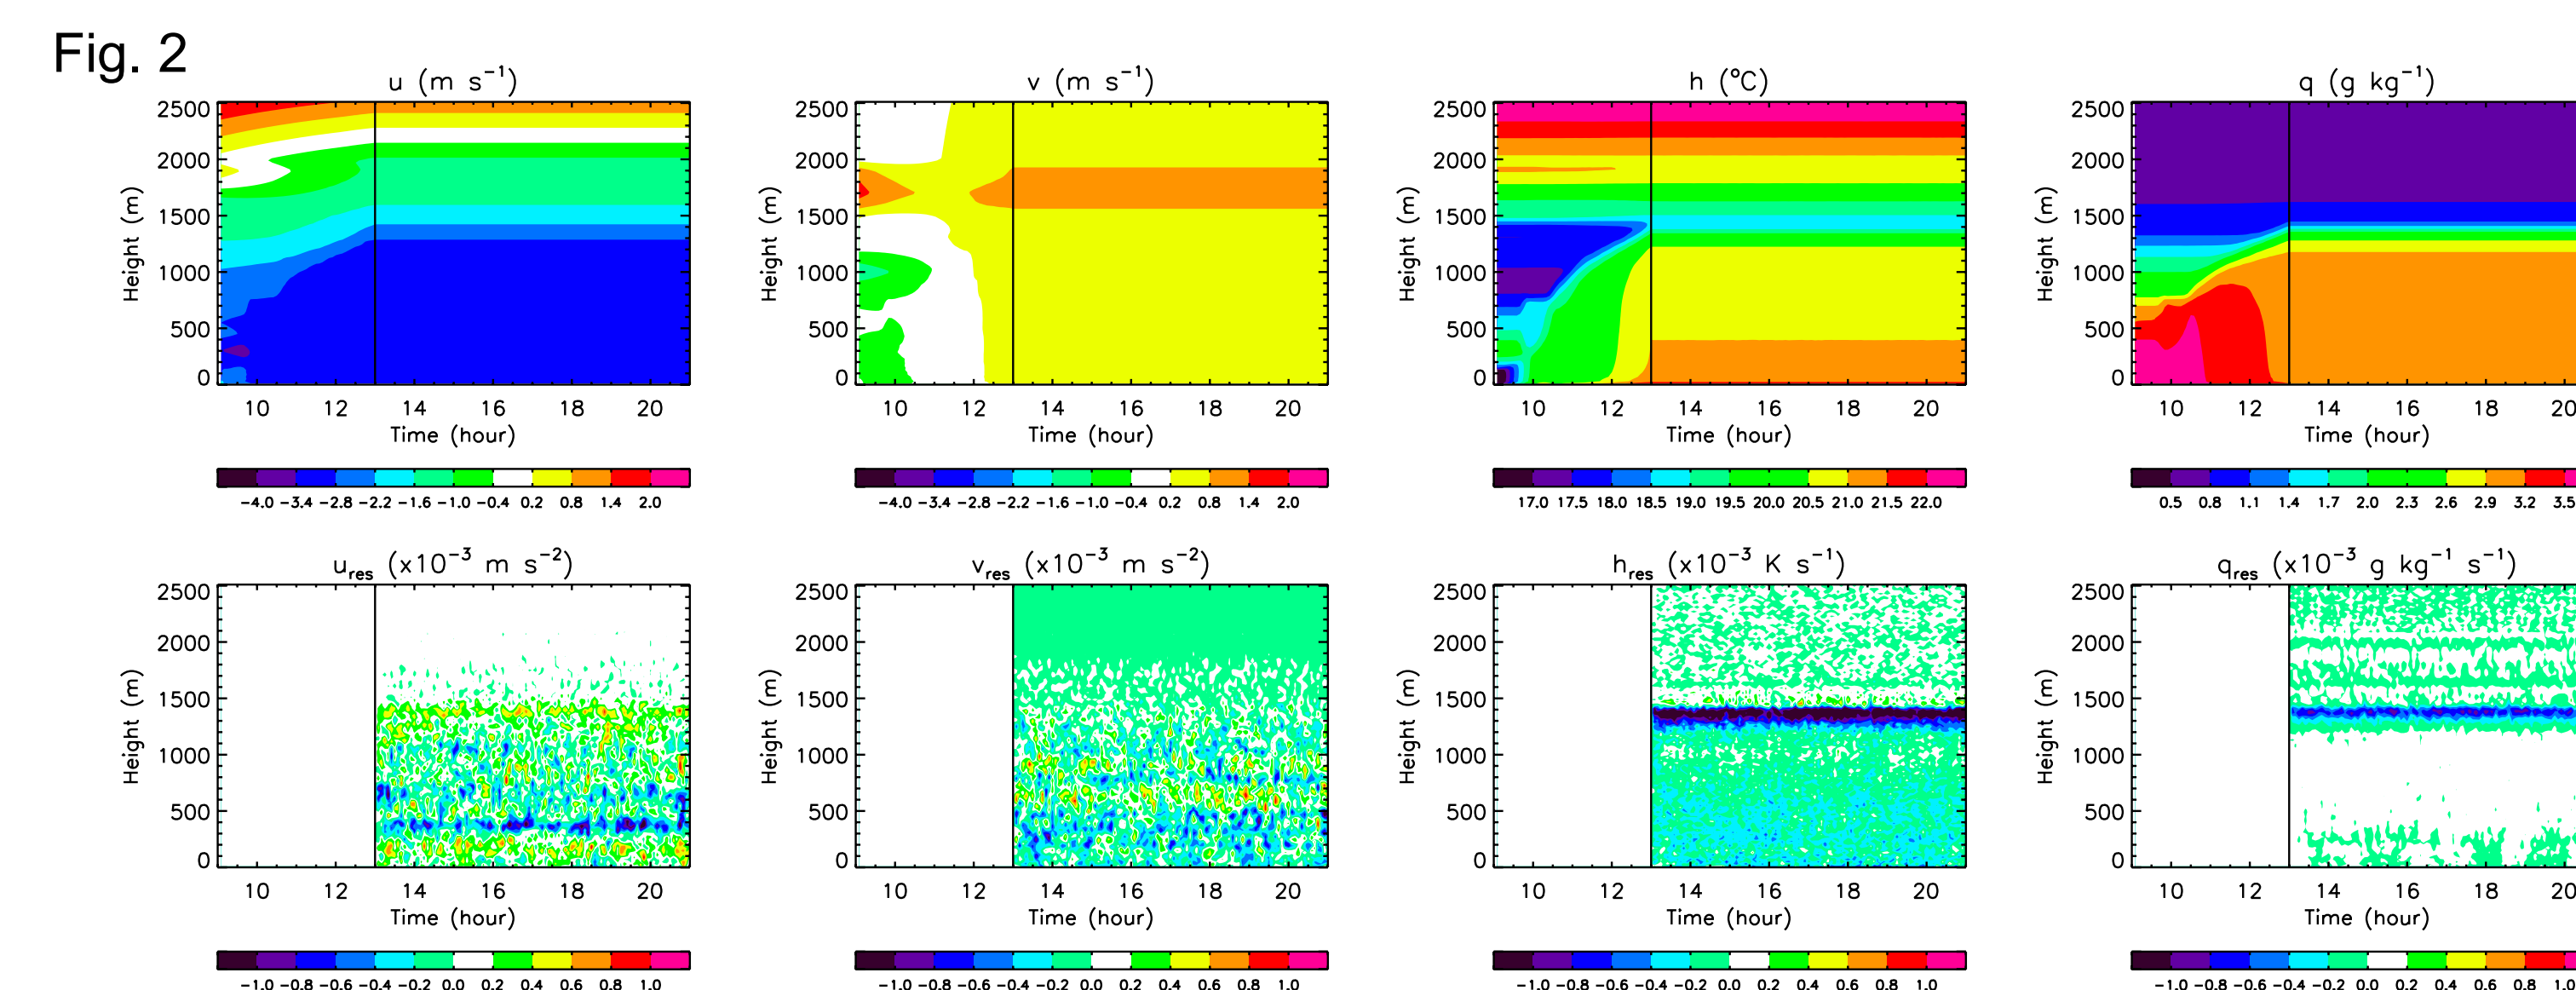 Fig. 2
u (m s⁻¹)
v (m s⁻¹)
h (°C)
q (g kg⁻¹)
Height (m)
2500
2000
1500
1000
500
0
10 12 14 16 18 20
Time (hour)
-4.0 -3.4 -2.8 -2.2 -1.6 -1.0 -0.4 0.2 0.8 1.4 2.0
Height (m)
2500
2000
1500
1000
500
0
10 12 14 16 18 20
Time (hour)
-4.0 -3.4 -2.8 -2.2 -1.6 -1.0 -0.4 0.2 0.8 1.4 2.0
Height (m)
2500
2000
1500
1000
500
0
10 12 14 16 18 20
Time (hour)
17.0 17.5 18.0 18.5 19.0 19.5 20.0 20.5 21.0 21.5 22.0
Height (m)
2500
2000
1500
1000
500
0
10 12 14 16 18 20
Time (hour)
0.5 0.8 1.1 1.4 1.7 2.0 2.3 2.6 2.9 3.2 3.5
u_res (x10⁻³ m s⁻²)
v_res (x10⁻³ m s⁻²)
h_res (x10⁻³ K s⁻¹)
q_res (x10⁻³ g kg⁻¹ s⁻¹)
Height (m)
2500
2000
1500
1000
500
0
10 12 14 16 18 20
Time (hour)
-1.0 -0.8 -0.6 -0.4 -0.2 0.0 0.2 0.4 0.6 0.8 1.0
Height (m)
2500
2000
1500
1000
500
0
10 12 14 16 18 20
Time (hour)
-1.0 -0.8 -0.6 -0.4 -0.2 0.0 0.2 0.4 0.6 0.8 1.0
Height (m)
2500
2000
1500
1000
500
0
10 12 14 16 18 20
Time (hour)
-1.0 -0.8 -0.6 -0.4 -0.2 0.0 0.2 0.4 0.6 0.8 1.0
Height (m)
2500
2000
1500
1000
500
0
10 12 14 16 18 20
Time (hour)
-1.0 -0.8 -0.6 -0.4 -0.2 0.0 0.2 0.4 0.6 0.8 1.0